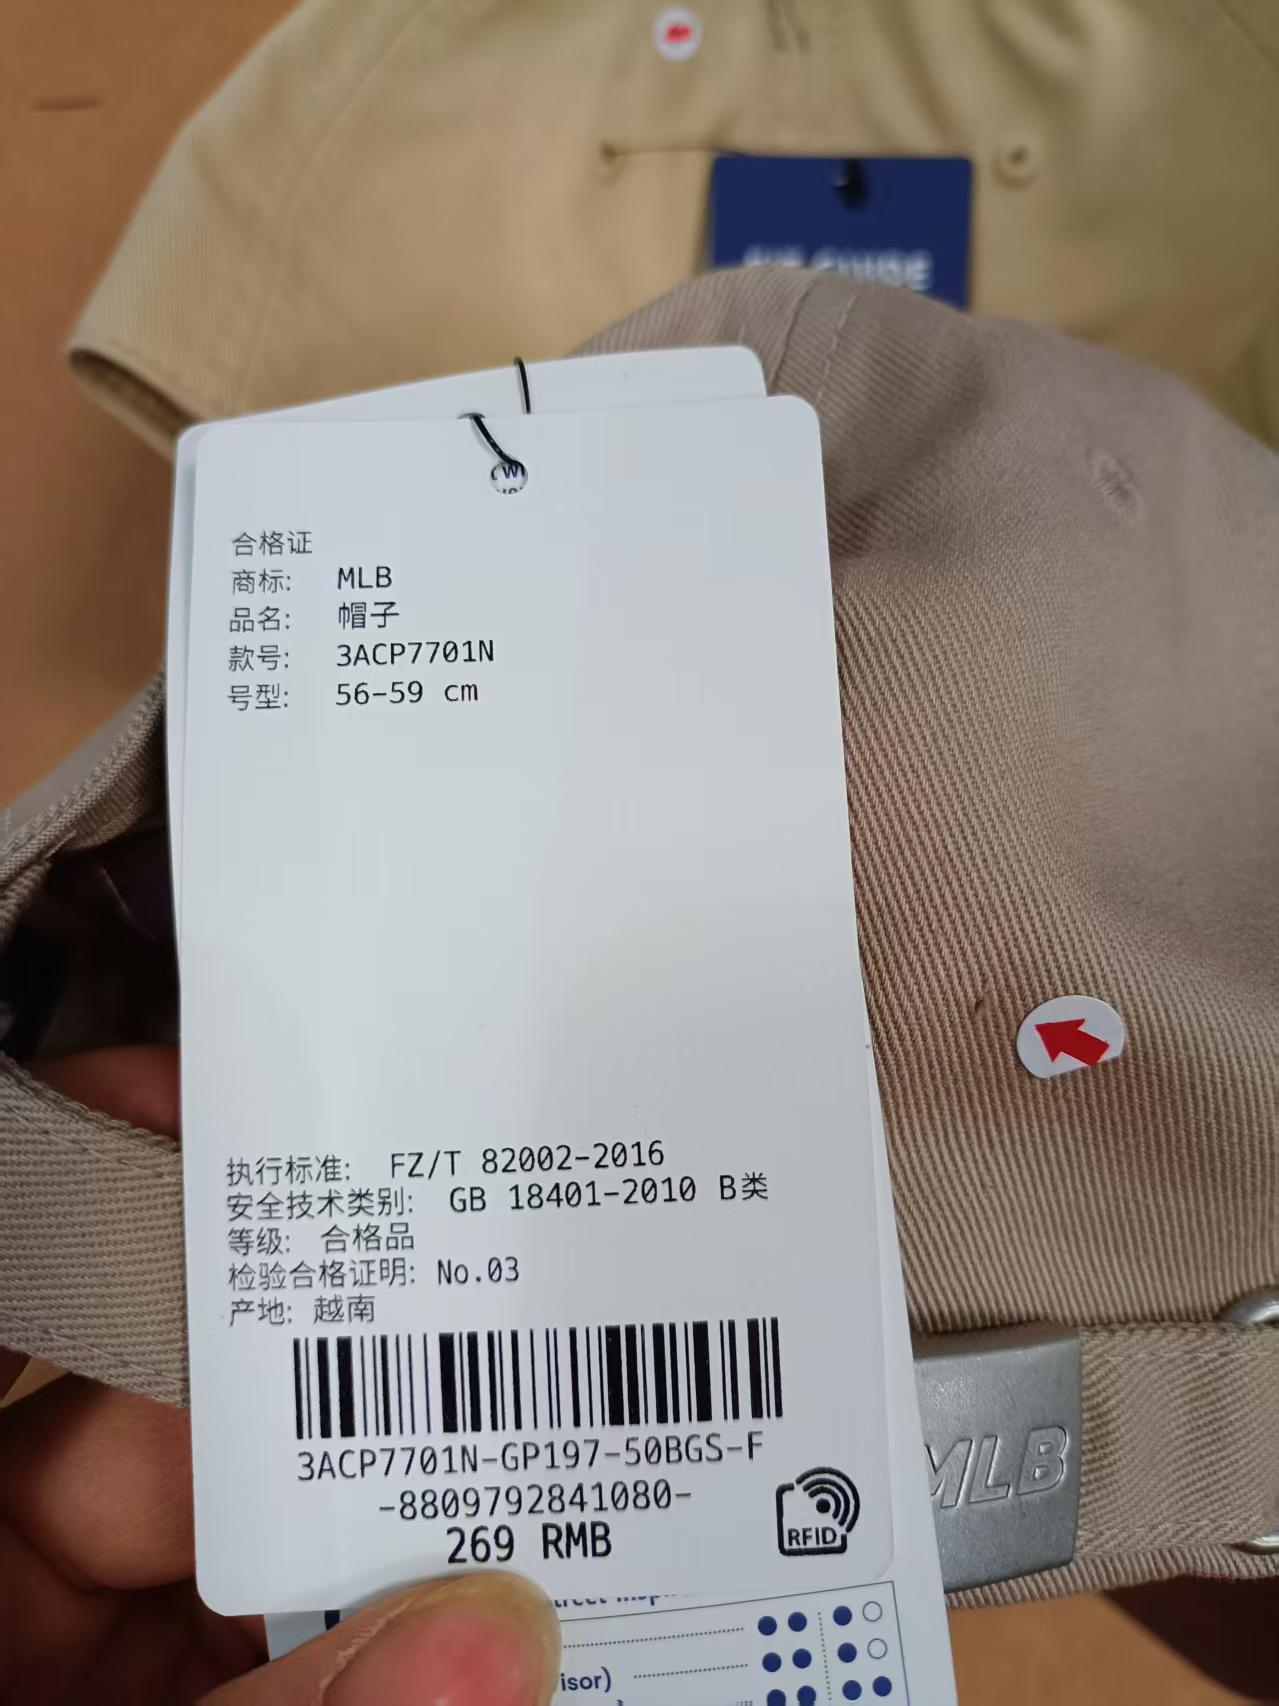 合格证
商标: MLB
品名: 帽子
款号: 3ACP7701N
号型: 56-59 cm
执行标准: FZ/T 82002-2016
安全技术类别: GB 18401-2010 B类
等级: 合格品
检验合格证明: No.03
产地: 越南
3ACP7701N-GP197-50BGS-F
-8809792841080-
269 RMB
RFID
MLB
isor)